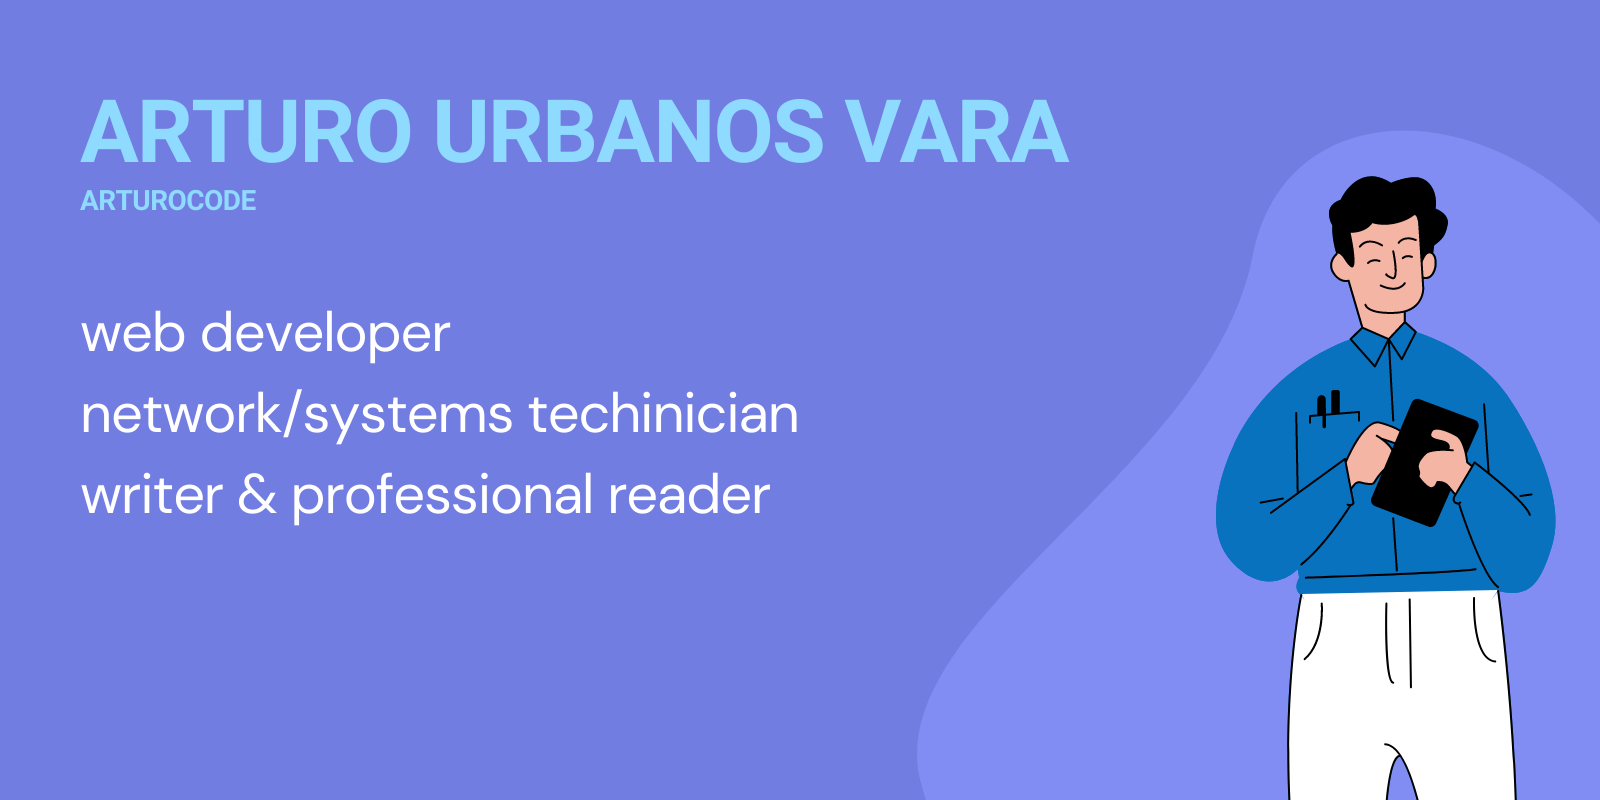 ARTURO URBANOS VARA
ARTUROCODE
web developer
network/systems techinician
writer & professional reader